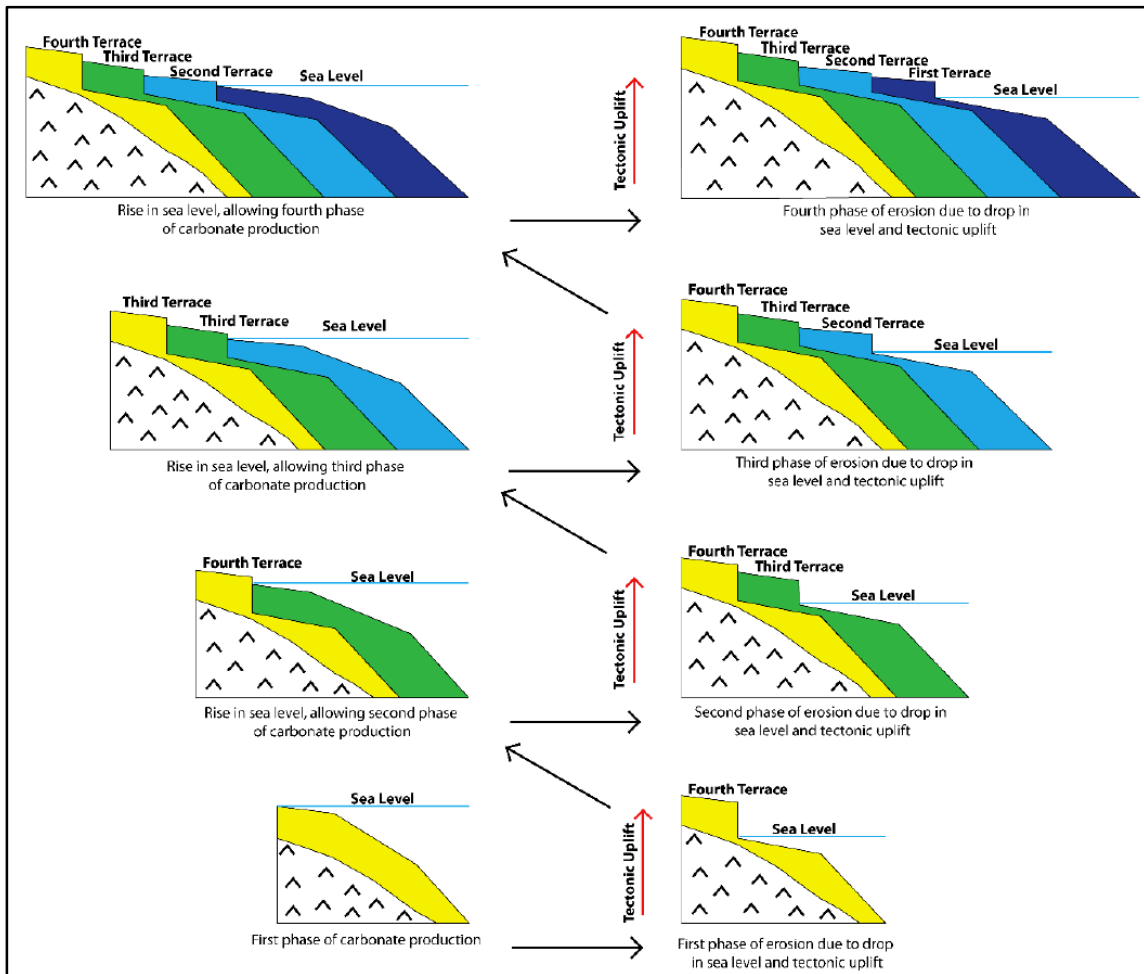 Fourth Terrace
Third Terrace
Second Terrace
Sea Level
Rise in sea level, allowing fourth phase
of carbonate production
Tectonic Uplift
Fourth Terrace
Third Terrace
Second Terrace
First Terrace
Sea Level
Fourth phase of erosion due to drop in
sea level and tectonic uplift
Third Terrace
Third Terrace
Sea Level
Rise in sea level, allowing third phase
of carbonate production
Tectonic Uplift
Fourth Terrace
Third Terrace
Second Terrace
Sea Level
Third phase of erosion due to drop in
sea level and tectonic uplift
Fourth Terrace
Sea Level
Rise in sea level, allowing second phase
of carbonate production
Tectonic Uplift
Fourth Terrace
Third Terrace
Sea Level
Second phase of erosion due to drop in
sea level and tectonic uplift
Sea Level
First phase of carbonate production
Tectonic Uplift
Fourth Terrace
Sea Level
First phase of erosion due to drop
in sea level and tectonic uplift